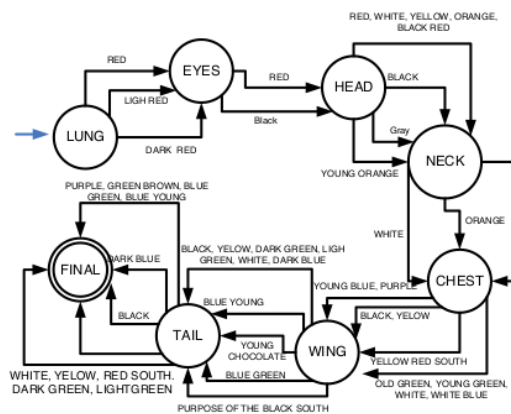 RED, WHITE, YELLOW, ORANGE,
BLACK RED
RED
EYES
LIGH RED
RED
HEAD
BLACK
Black
Gray
LUNG
DARK RED
YOUNG ORANGE
NECK
PURPLE, GREEN BROWN, BLUE
GREEN, BLUE YOUNG
ORANGE
WHITE
BLACK, YELOW, DARK GREEN, LIGH
GREEN, WHITE, DARK BLUE
DARK BLUE
FINAL
CHEST
YOUNG BLUE, PURPLE
BLUE YOUNG
BLACK, YELOW
BLACK
TAIL
YOUNG
CHOCOLATE
WING
YELLOW RED SOUTH
BLUE GREEN
WHITE, YELOW, RED SOUTH.
DARK GREEN, LIGHTGREEN
OLD GREEN, YOUNG GREEN,
WHITE, WHITE BLUE
PURPOSE OF THE BLACK SOUTH